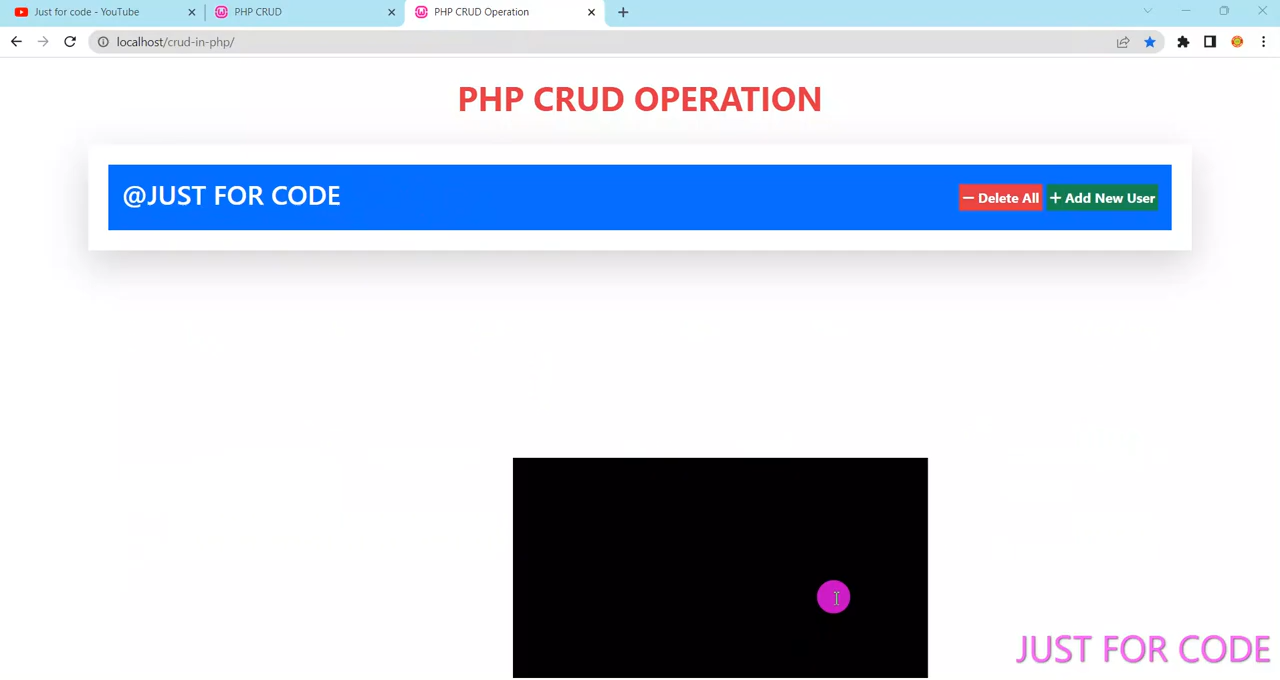 Just for code - YouTube
PHP CRUD
PHP CRUD Operation
localhost/crud-in-php/
PHP CRUD OPERATION
@JUST FOR CODE
Delete All
+ Add New User
JUST FOR CODE